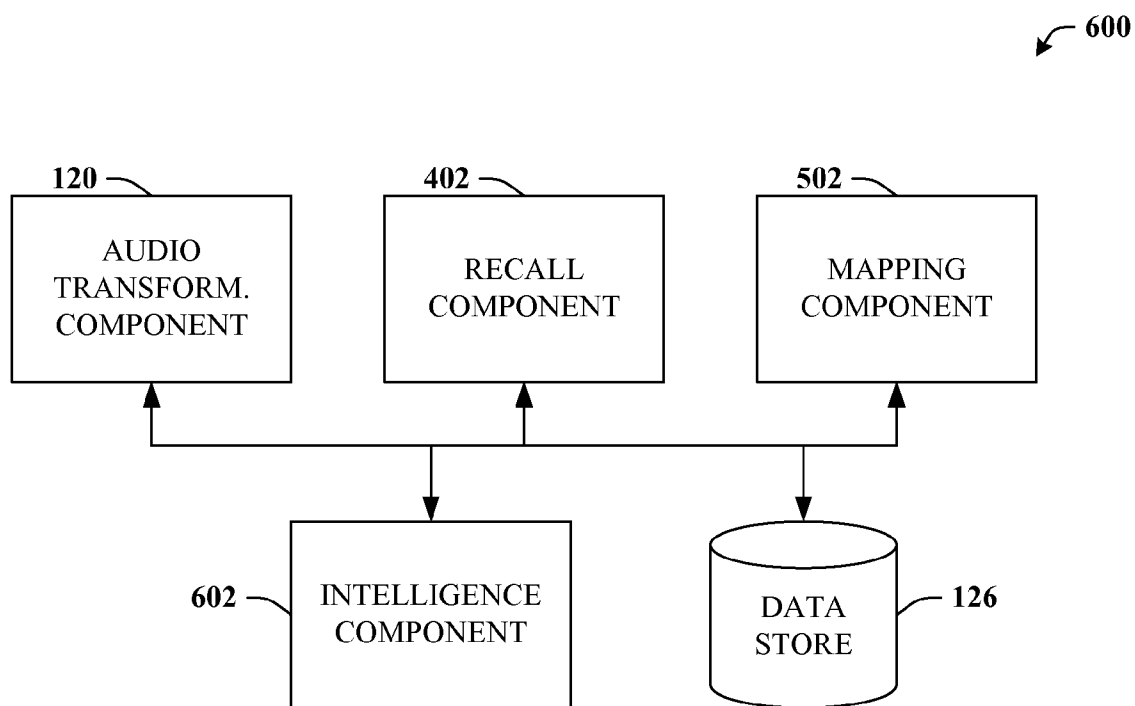 600
120
402
502
AUDIO
TRANSFORM.
COMPONENT
RECALL
COMPONENT
MAPPING
COMPONENT
602
INTELLIGENCE
COMPONENT
DATA
STORE
126